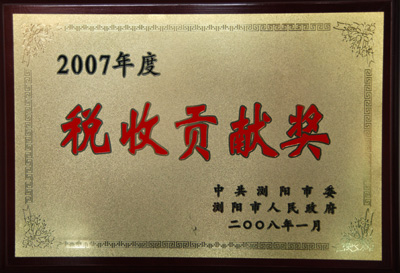 2007年度
税收贡献奖
中共浏阳市委
浏阳市人民政府
二〇〇八年一月